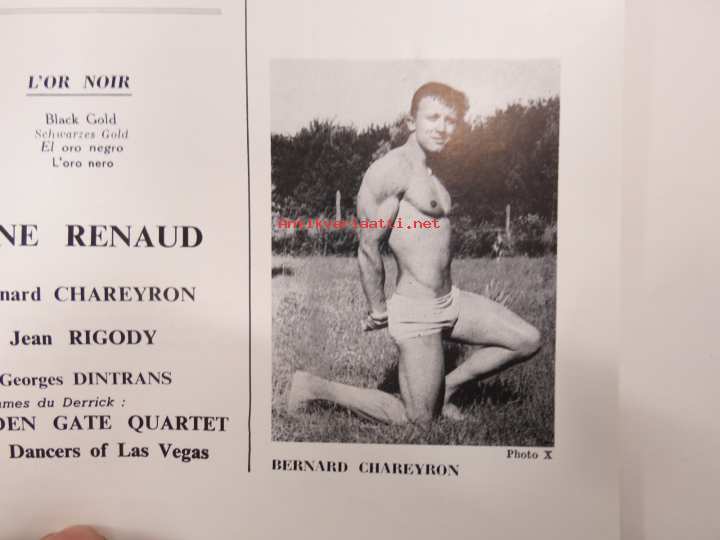 L'OR NOIR
Black Gold
Schwarzes Gold
El oro negro
L'oro nero
NE RENAUD
nard CHAREYRON
Jean RIGODY
Georges DINTRANS
mes du Derrick :
DEN GATE QUARTET
Dancers of Las Vegas
Antikvariaatti.net
Photo X
BERNARD CHAREYRON